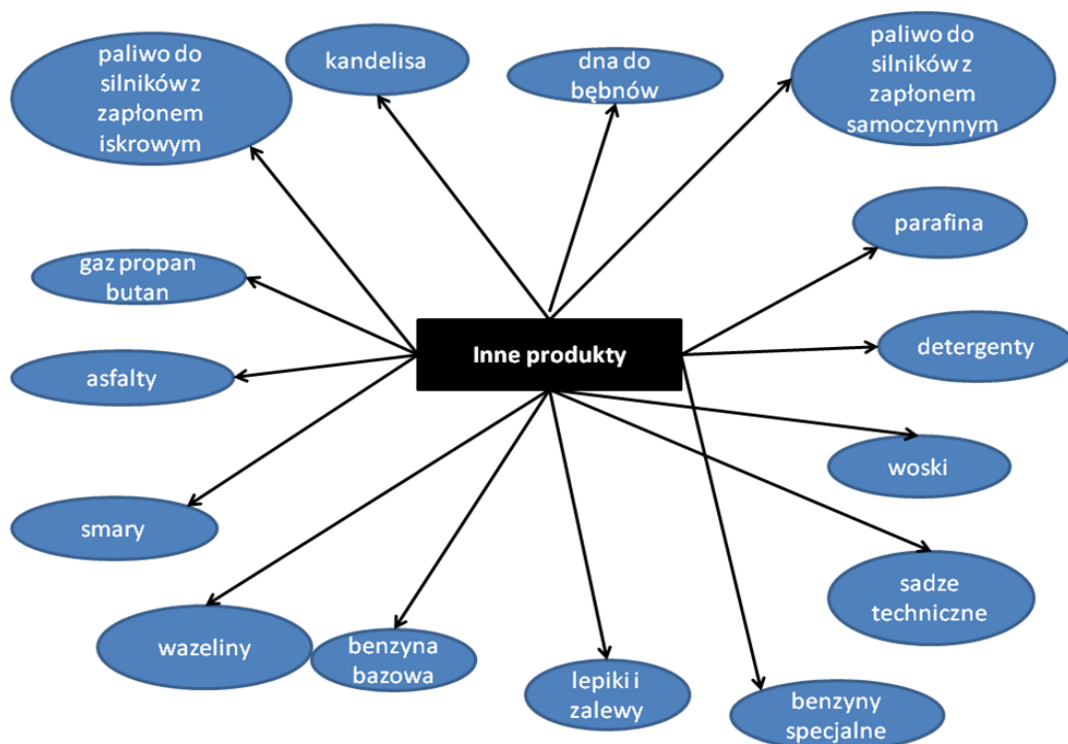 paliwo do
silników z
zapłonem
iskrowym
kandelisa
dna do
bębnów
paliwo do
silników z
zapłonem
samoczynnym
parafina
gaz propan
butan
Inne produkty
detergenty
asfalty
woski
smary
sadze
techniczne
wazeliny
benzyna
bazowa
lepiki i
zalewy
benzyny
specjalne